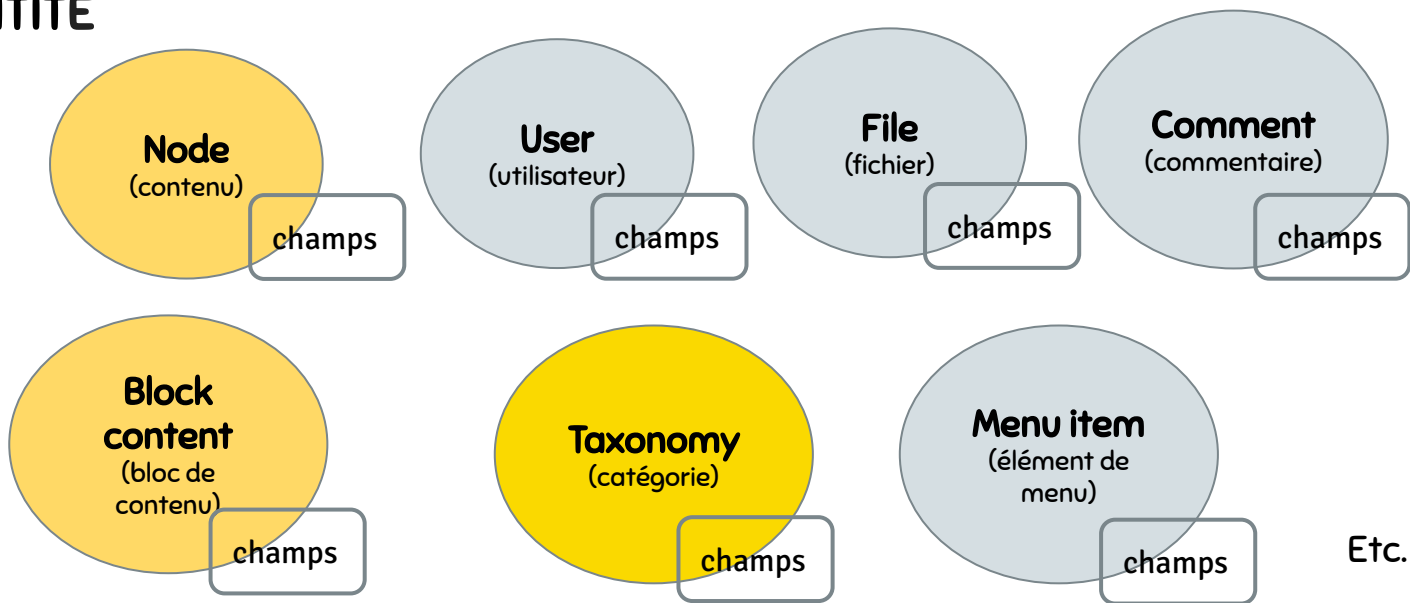 NTITÉ
Node
(contenu)
champs
User
(utilisateur)
champs
File
(fichier)
champs
Comment
(commentaire)
champs
Block
content
(bloc de
contenu)
champs
Taxonomy
(catégorie)
champs
Menu item
(élément de
menu)
champs
Etc.